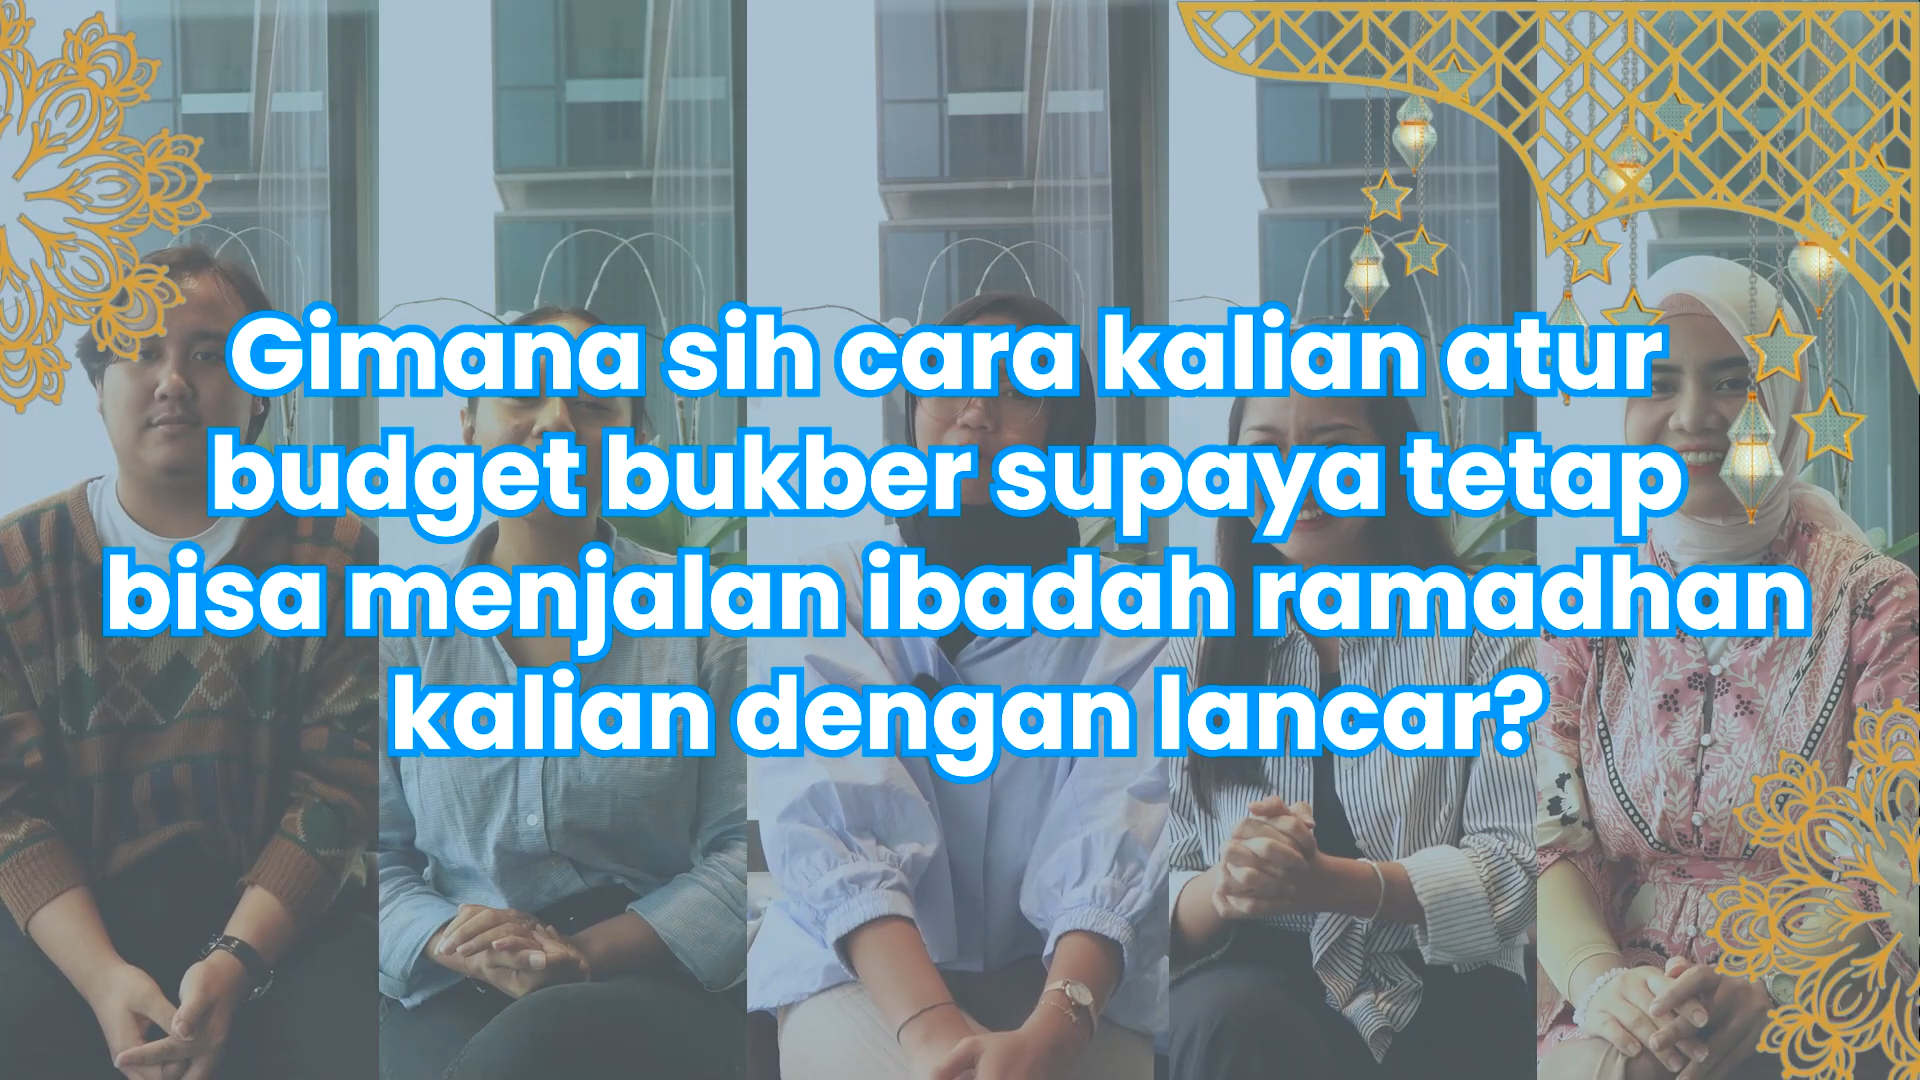 Gimana sih cara kalian atur
budget bukber supaya tetap
bisa menjalan ibadah ramadhan
kalian dengan lancar?